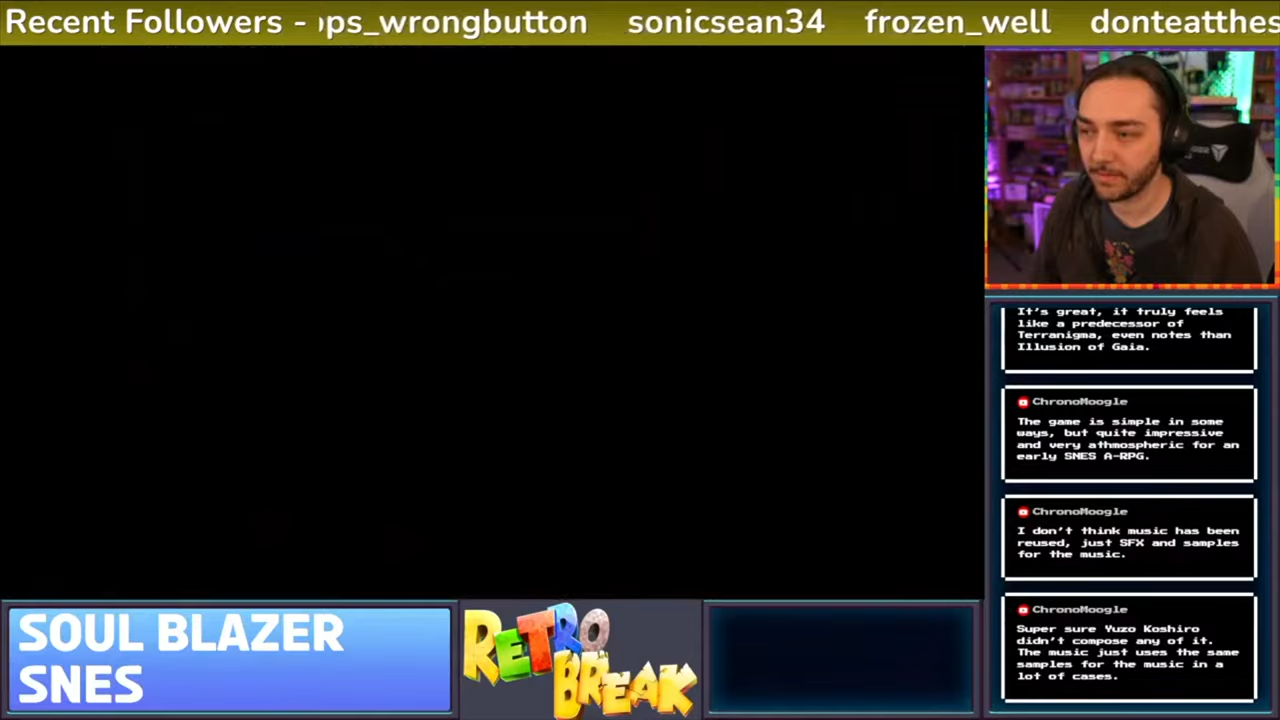 Recent Followers - ps_wrongbutton sonicsean34 frozen_well donteatthes
It's great, it truly feels
like a predecessor of
Terranigma, even notes than
Illusion of Gaia.
ChronoMoogle
The game is simple in some
ways, but quite impressive
and very athmospheric for an
early SNES A-RPG.
ChronoMoogle
I don't think music has been
reused, just SFX and samples
for the music.
ChronoMoogle
Super sure Yuzo Koshiro
didn't compose any of it.
The music just uses the same
samples for the music in a
lot of cases.
SOUL BLAZER
SNES
RETRO
BREAK